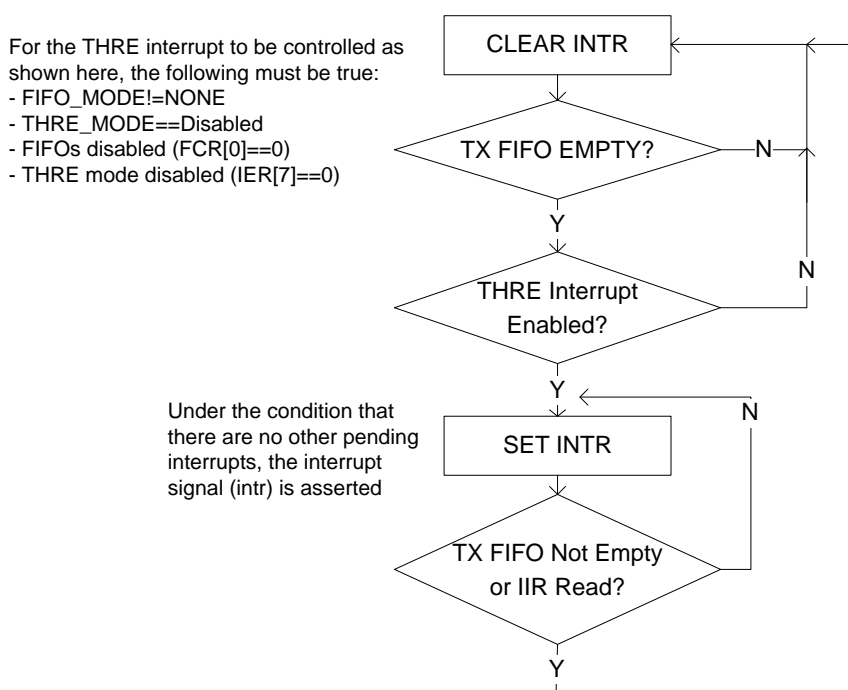 For the THRE interrupt to be controlled as
shown here, the following must be true:
- FIFO_MODE!=NONE
- THRE_MODE==Disabled
- FIFOs disabled (FCR[0]==0)
- THRE mode disabled (IER[7]==0)
CLEAR INTR
TX FIFO EMPTY?
N
Y
THRE Interrupt
Enabled?
N
Y
Under the condition that
there are no other pending
interrupts, the interrupt
signal (intr) is asserted
SET INTR
N
TX FIFO Not Empty
or IIR Read?
Y